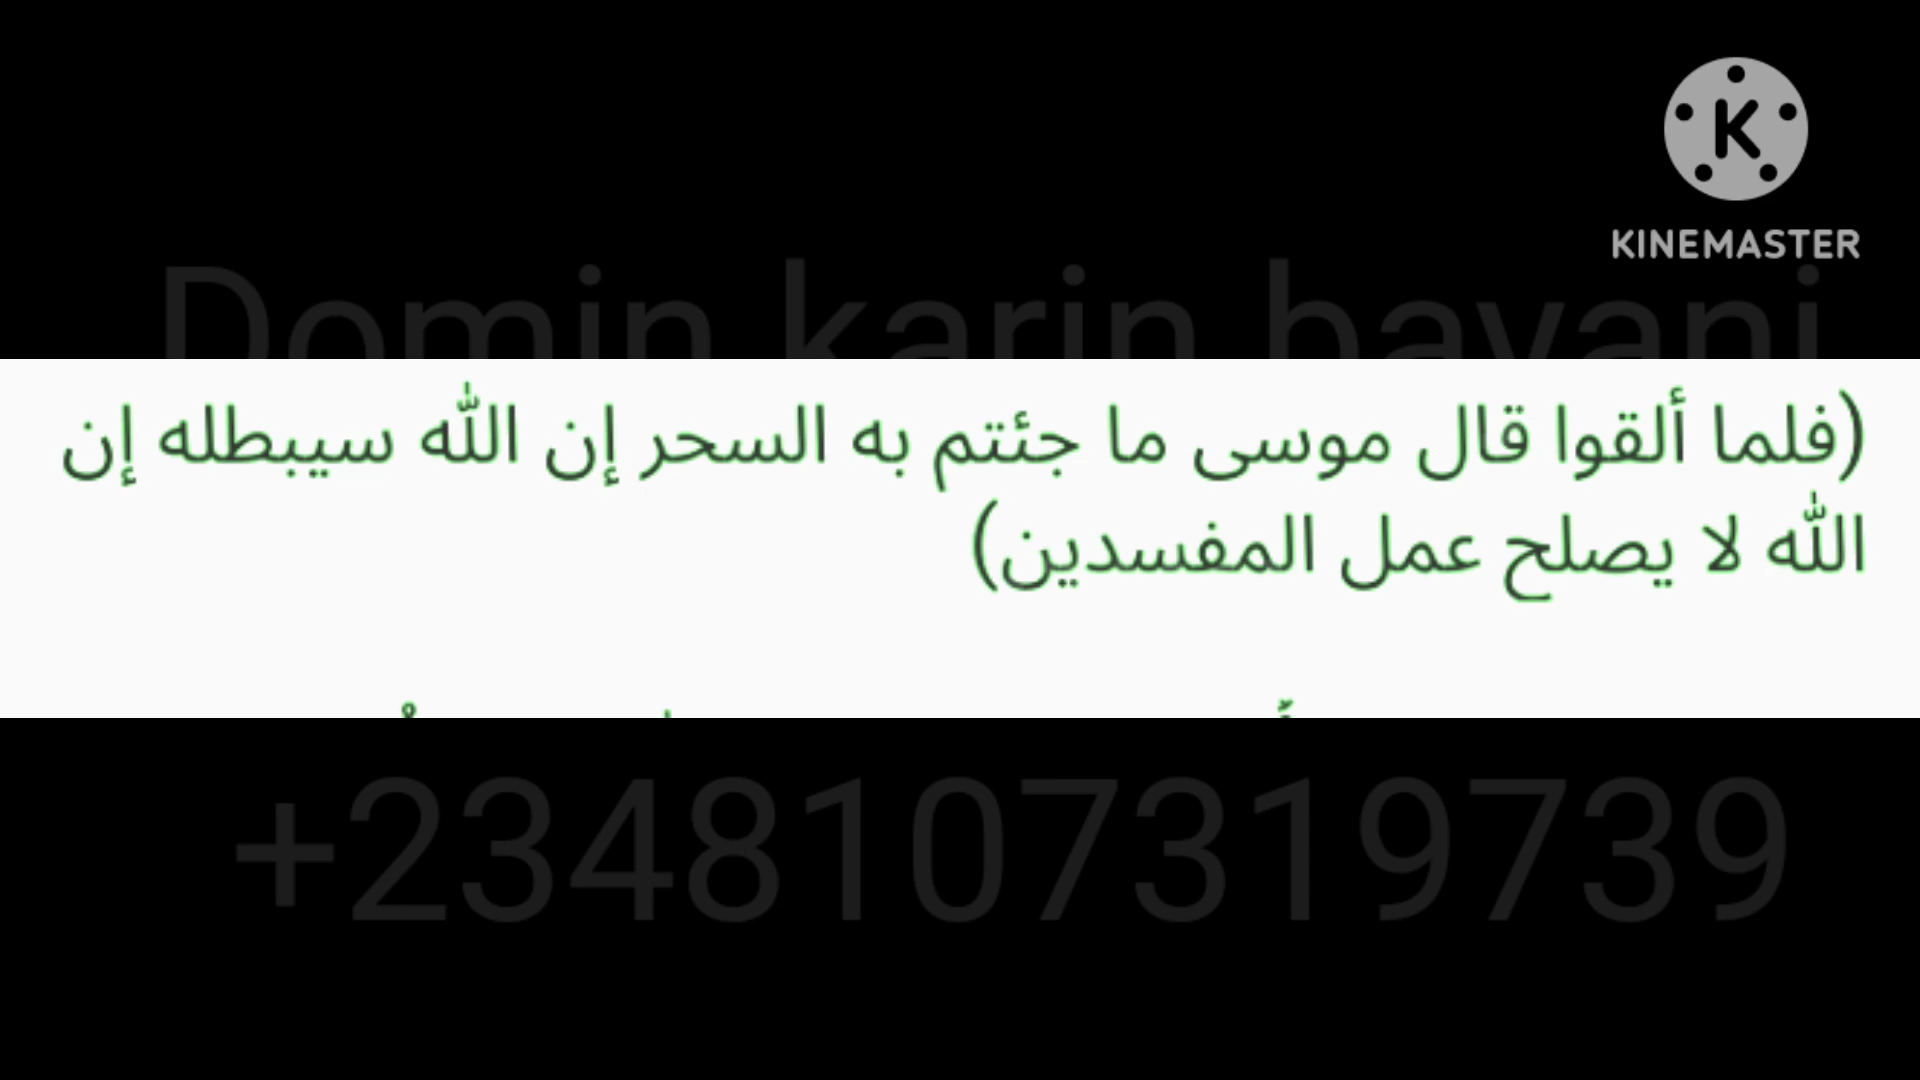 KINEMASTER
Domin karin bayani
(فلما ألقوا قال موسى ما جئتم به السحر إن الله سيبطله إن
الله لا يصلح عمل المفسدين)
+2348107319739